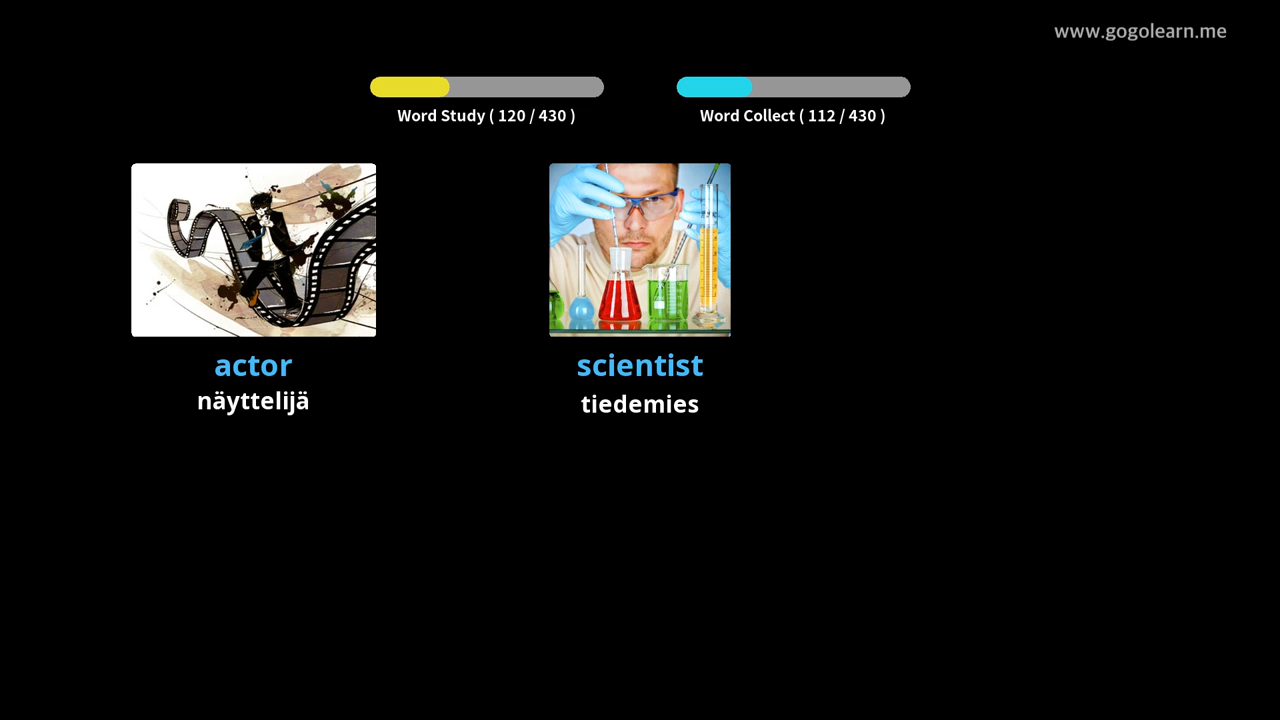 www.gogolearn.me
Word Study ( 120 / 430 )
Word Collect ( 112 / 430 )
actor
scientist
näyttelijä
tiedemies